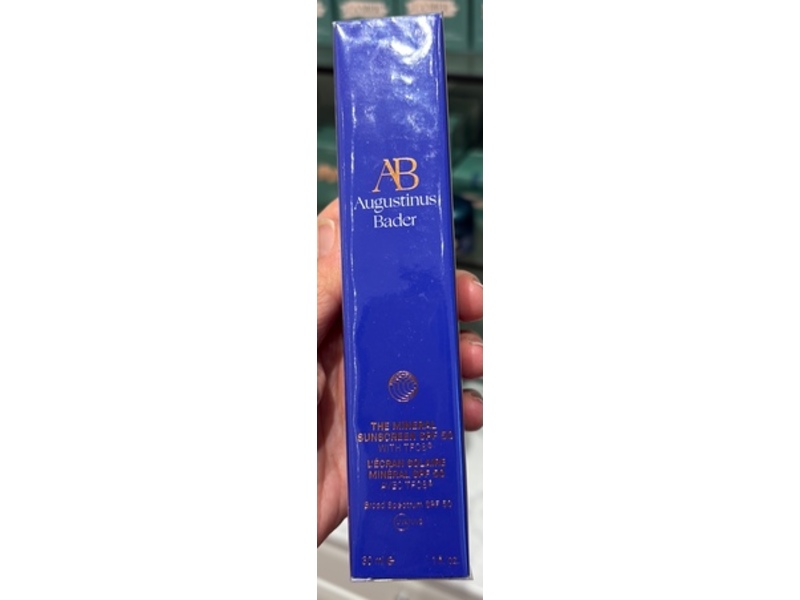 AB
Augustinus
Bader
THE MINERAL
SUNSCREEN SPF 50
WITH TFC8®
L'ÉCRAN SOLAIRE
MINÉRAL SPF 50
AVEC TFC8®
Broad Spectrum SPF 50